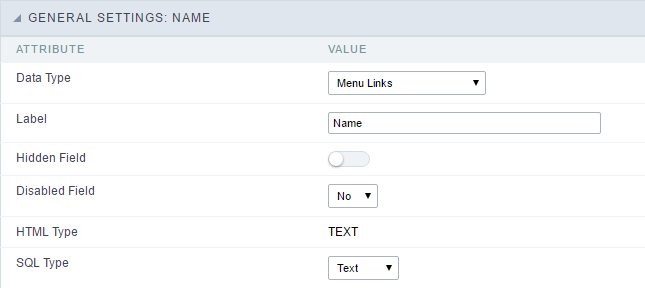 GENERAL SETTINGS: NAME
ATTRIBUTE VALUE
Data Type Menu Links
Label Name
Hidden Field
Disabled Field No
HTML Type TEXT
SQL Type Text